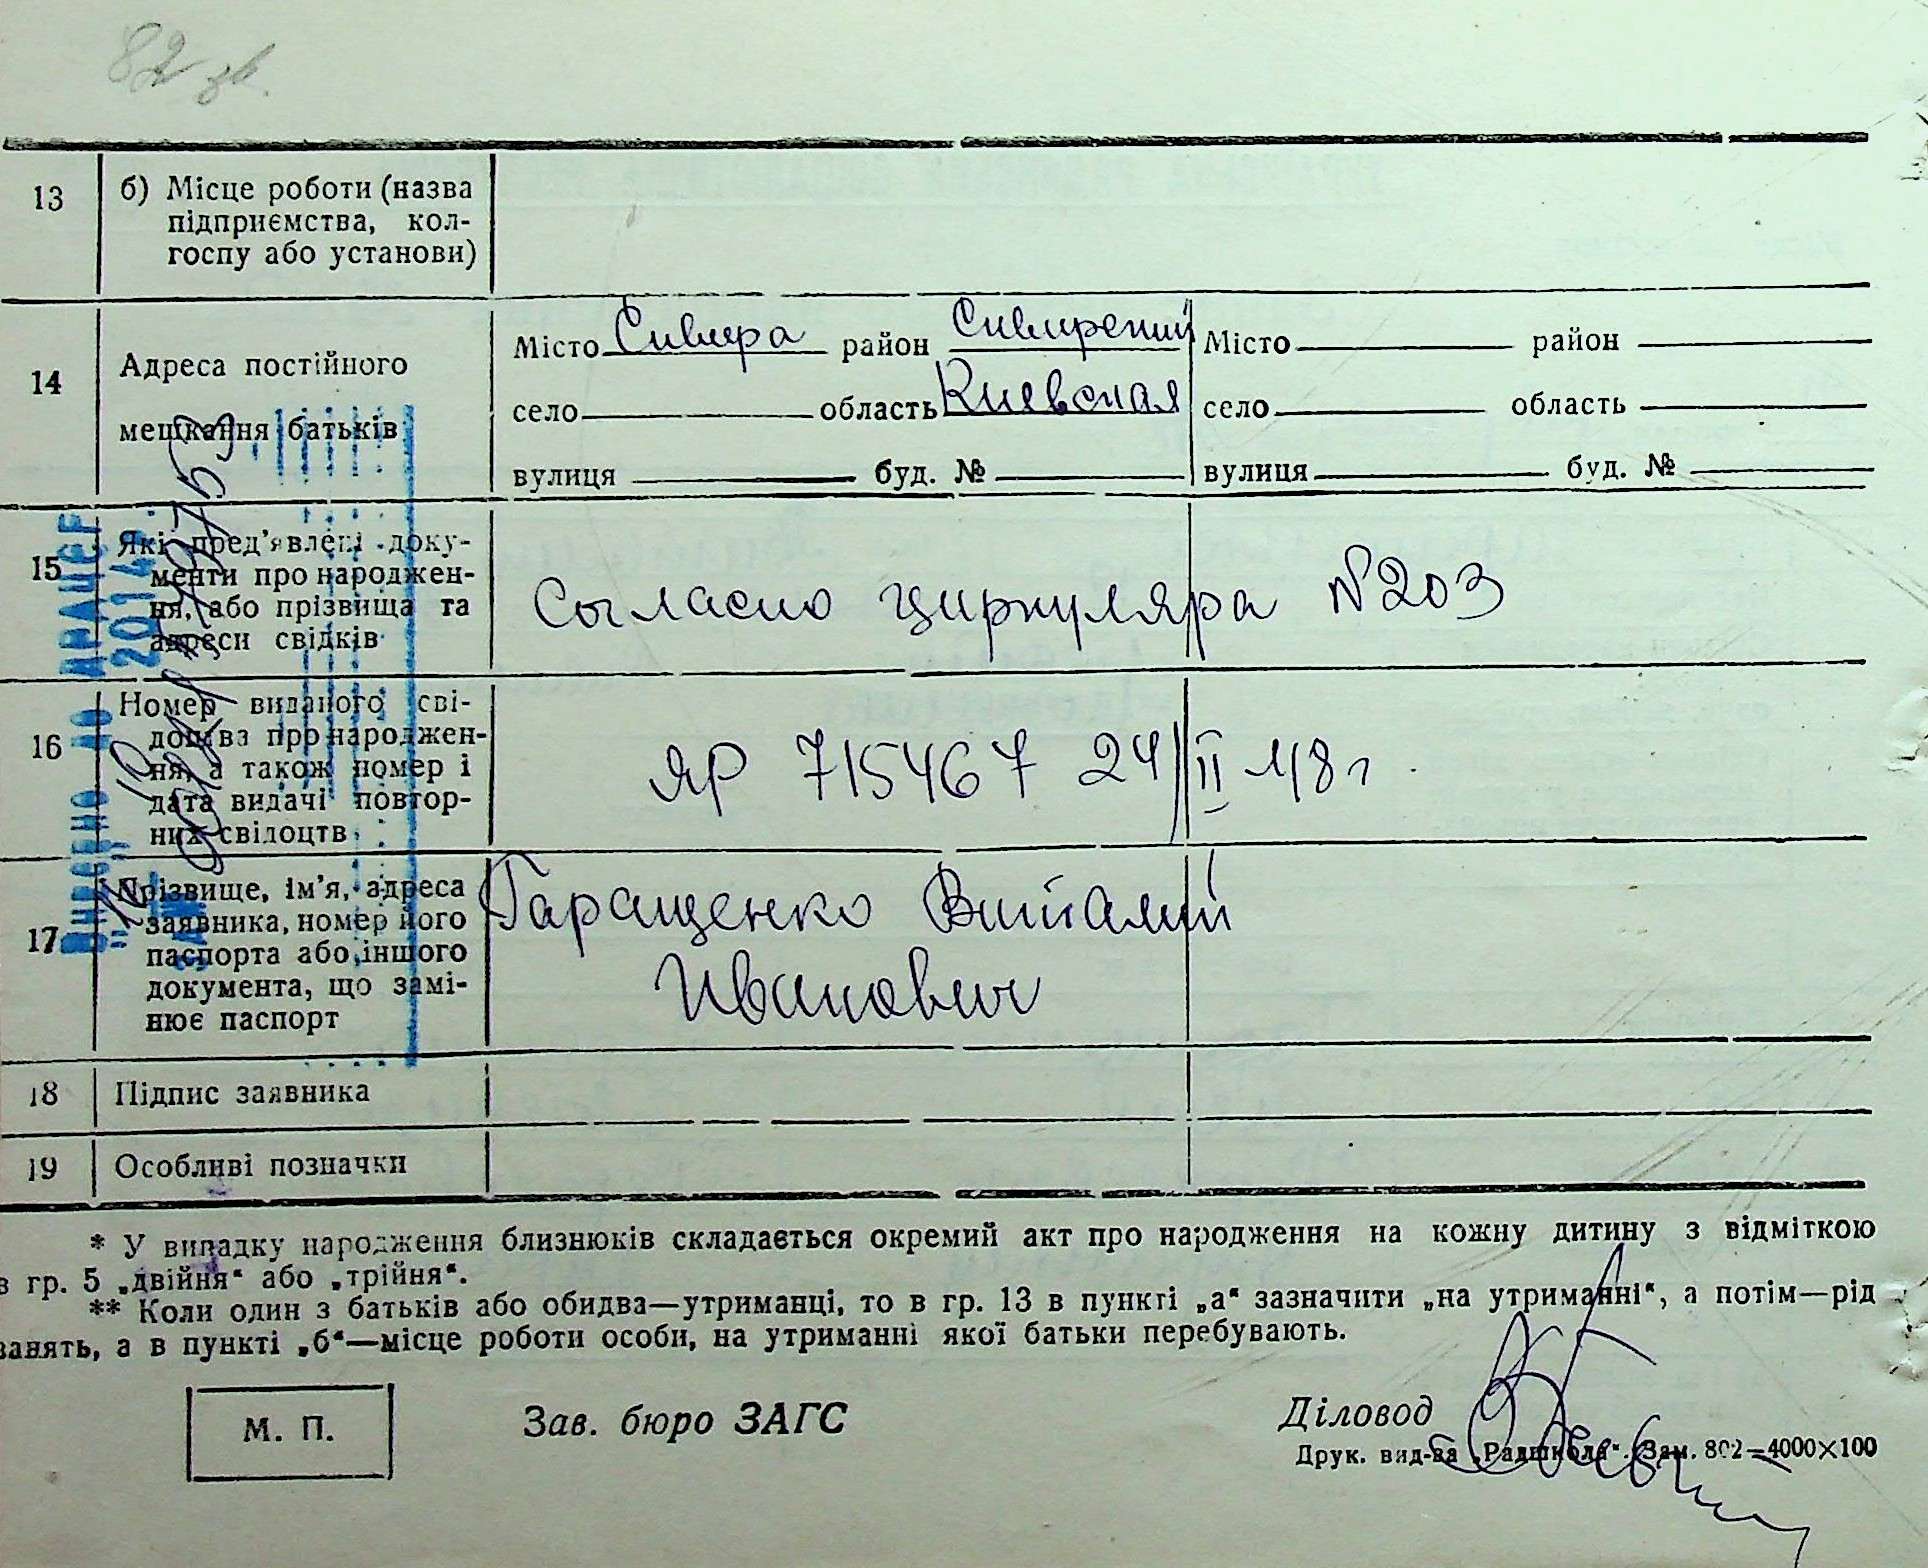 82 зв.
13 б) Місце роботи (назва
підприємства, кол-
госпу або установи)
14 Адреса постійного
мешкання батьків
Місто Сквира район Сквирский
село область Киевская
вулиця буд. №
Місто район
село область
вулиця буд. №
15 Які пред'явлені доку-
менти про народжен-
ня, або прізвища та
адреси свідків
Согласно циркуляра №203
16 Номер виданого сві-
доцтва про народжен-
ня, а також номер і
дата видачі повтор-
них свідоцтв
ЯР 715467 24/II 48 г
17 Прізвище, ім'я, адреса
заявника, номер його
паспорта або іншого
документа, що замі-
нює паспорт
Гаращенко Виталий
Иванович
18 Підпис заявника
19 Особливі позначки
ВНЕСЕНО ДО ДРАЦЕГ
2014
* У випадку народження близнюків складається окремий акт про народження на кожну дитину з відміткою
в гр. 5 „двійня“ або „трійня“.
** Коли один з батьків або обидва—утриманці, то в гр. 13 в пункті „а“ зазначити „на утриманні“, а потім—рід
занять, а в пункті „б“—місце роботи особи, на утриманні якої батьки перебувають.
М. П.
Зав. бюро ЗАГС
Діловод
Друк. вид-ва „Радшкола“. Зам. 802—4000×100